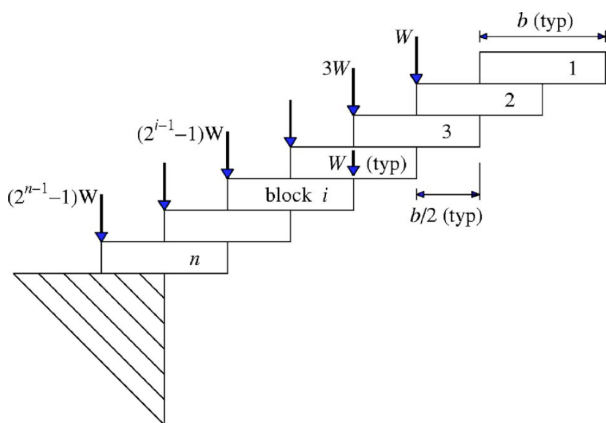 b (typ)
W
1
3W
2
(2^{i-1}-1)W
3
W (typ)
(2^{n-1}-1)W
block i
b/2 (typ)
n